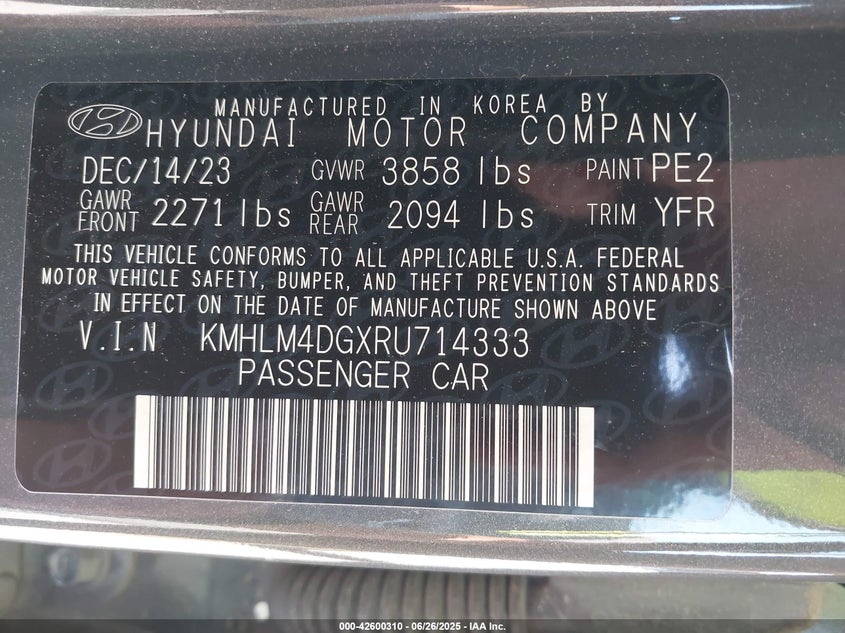 MANUFACTURED IN KOREA BY
HYUNDAI MOTOR COMPANY
DEC/14/23 GVWR 3858 lbs PAINT PE2
GAWR FRONT 2271 lbs GAWR REAR 2094 lbs TRIM YFR
THIS VEHICLE CONFORMS TO ALL APPLICABLE U.S.A. FEDERAL
MOTOR VEHICLE SAFETY, BUMPER, AND THEFT PREVENTION STANDARDS
IN EFFECT ON THE DATE OF MANUFACTURE SHOWN ABOVE
V.I.N KMHLM4DGXRU714333
PASSENGER CAR
000-42600310 | 06/26/2025 - IAA Inc.